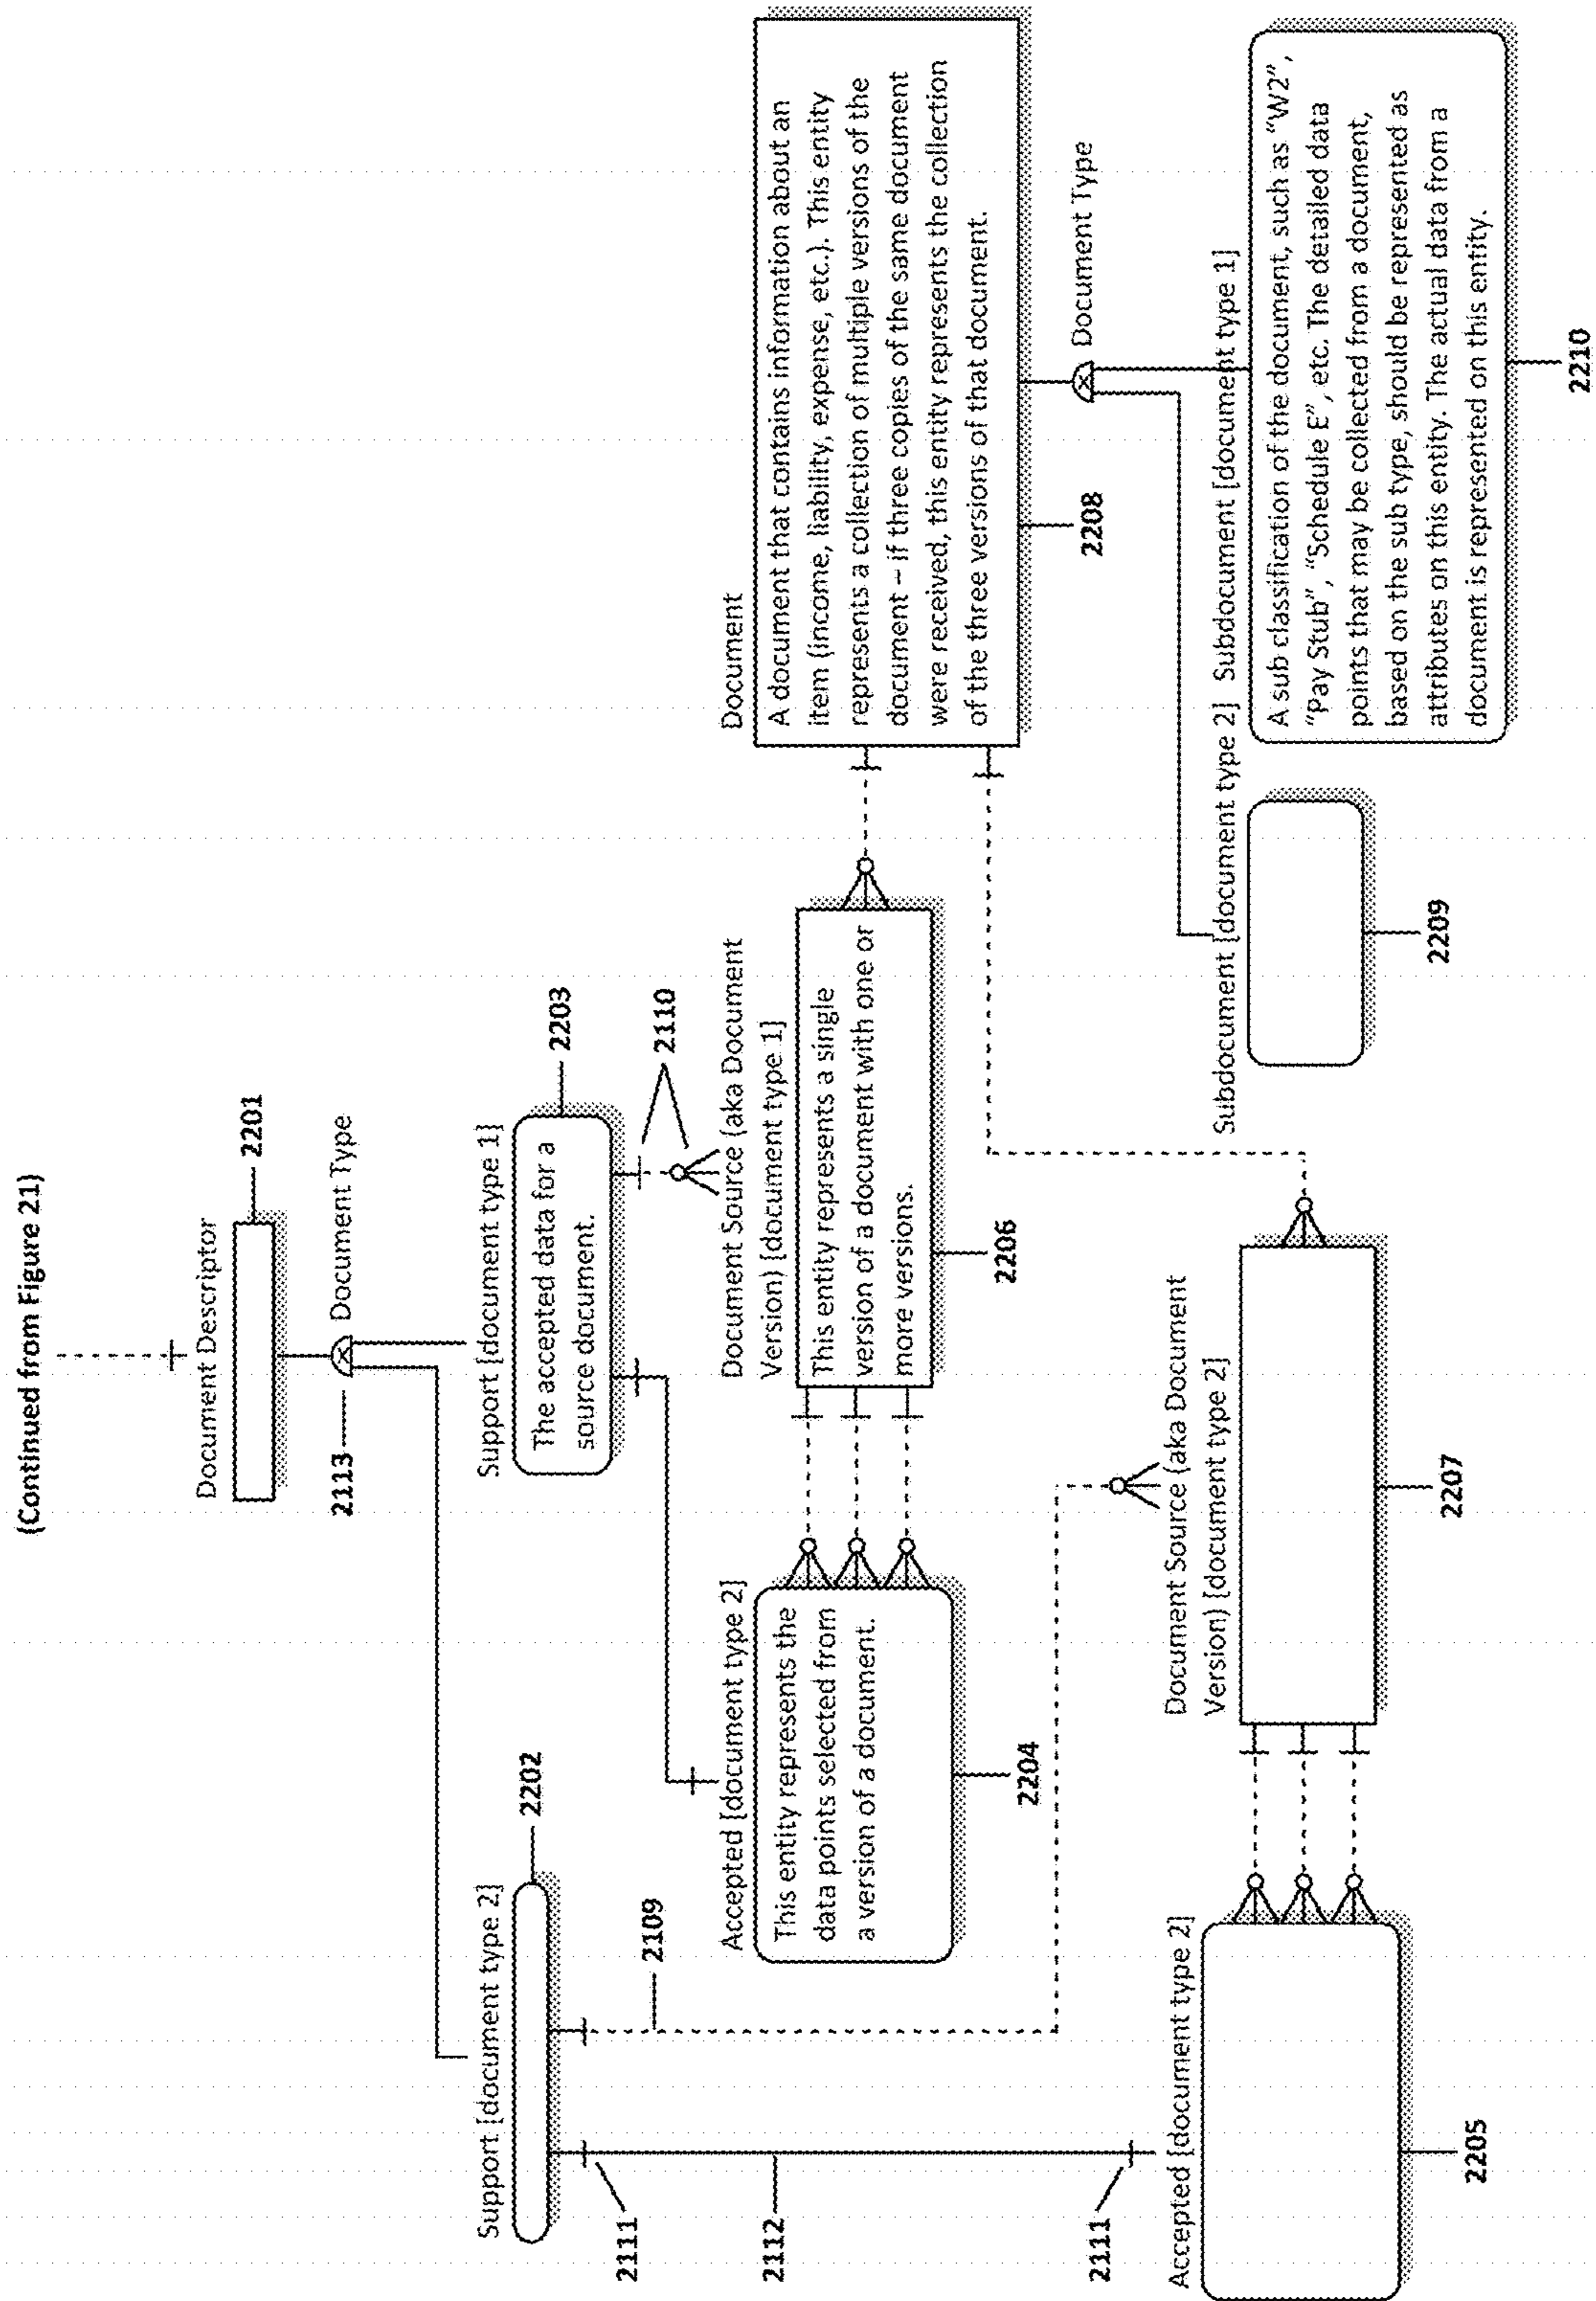 (Continued from Figure 21)
Document Descriptor
2201
2113
Document Type
Support [document type 2]
2202
Support [document type 1]
The accepted data for a
source document.
2203
2111
2112
2111
2109
2110
Accepted [document type 2]
This entity represents the
data points selected from
a version of a document.
2204
Document Source (aka Document
Version) [document type 1]
This entity represents a single
version of a document with one or
more versions.
2206
Document
A document that contains information about an
item (income, liability, expense, etc.). This entity
represents a collection of multiple versions of the
document – if three copies of the same document
were received, this entity represents the collection
of the three versions of that document.
2208
Document Type
Accepted [document type 2]
2205
Document Source (aka Document
Version) [document type 2]
2207
Subdocument [document type 2]
2209
Subdocument [document type 1]
A sub classification of the document, such as “W2”,
“Pay Stub”, “Schedule E”, etc. The detailed data
points that may be collected from a document,
based on the sub type, should be represented as
attributes on this entity. The actual data from a
document is represented on this entity.
2210